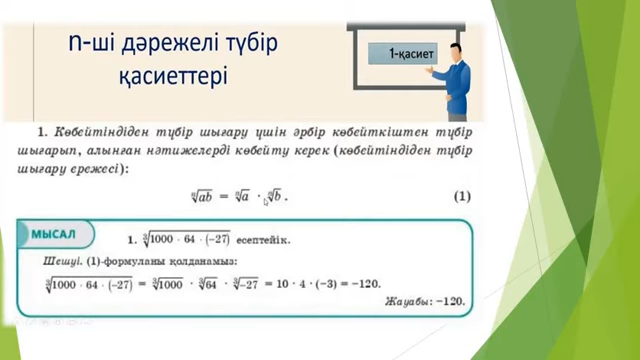 n-ші дәрежелі түбір
қасиеттері
1-қасиет
1. Көбейтіндіден түбір шығару үшін әрбір көбейткіштен түбір
шығарып, алынған нәтижелерді көбейту керек (көбейтіндіден түбір
шығару ережесі):
ⁿ√ab = ⁿ√a · ⁿ√b . (1)
МЫСАЛ
1. ³√1000 · 64 · (−27) есептейік.
Шешуі. (1)-формуланы қолданамыз:
³√1000 · 64 · (−27) = ³√1000 · ³√64 · ³√−27 = 10 · 4 · (−3) = −120.
Жауабы: −120.